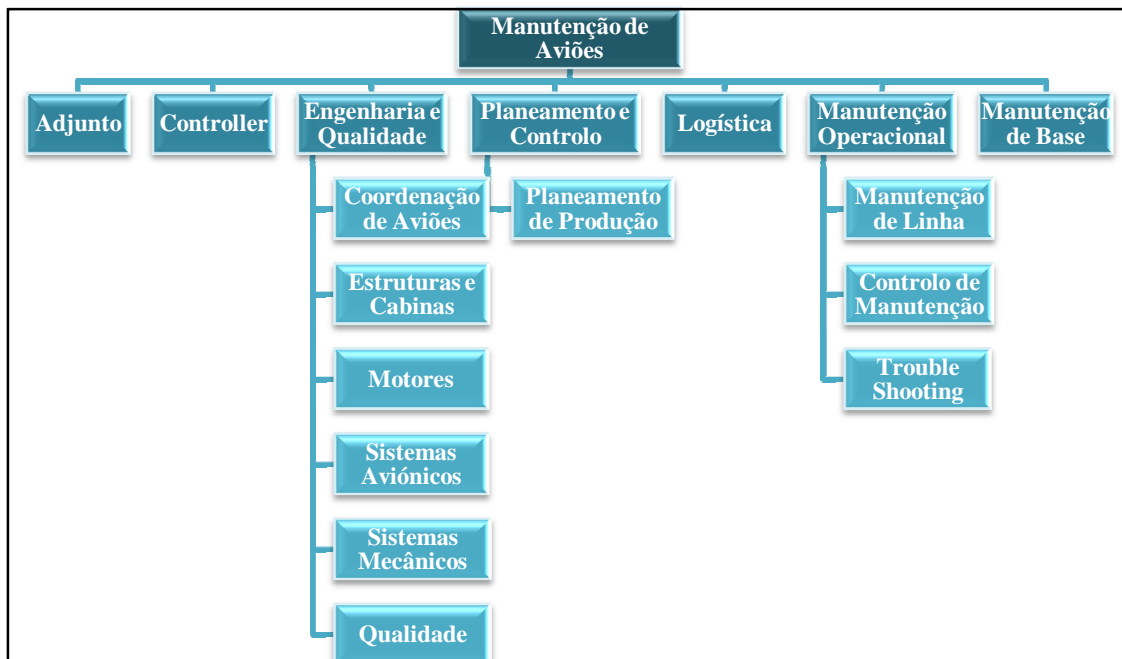 Manutenção de
Aviões
Adjunto
Controller
Engenharia e
Qualidade
Planeamento e
Controlo
Logística
Manutenção
Operacional
Manutenção
de Base
Coordenação
de Aviões
Estruturas e
Cabinas
Motores
Sistemas
Aviónicos
Sistemas
Mecânicos
Qualidade
Planeamento
de Produção
Manutenção
de Linha
Controlo de
Manutenção
Trouble
Shooting